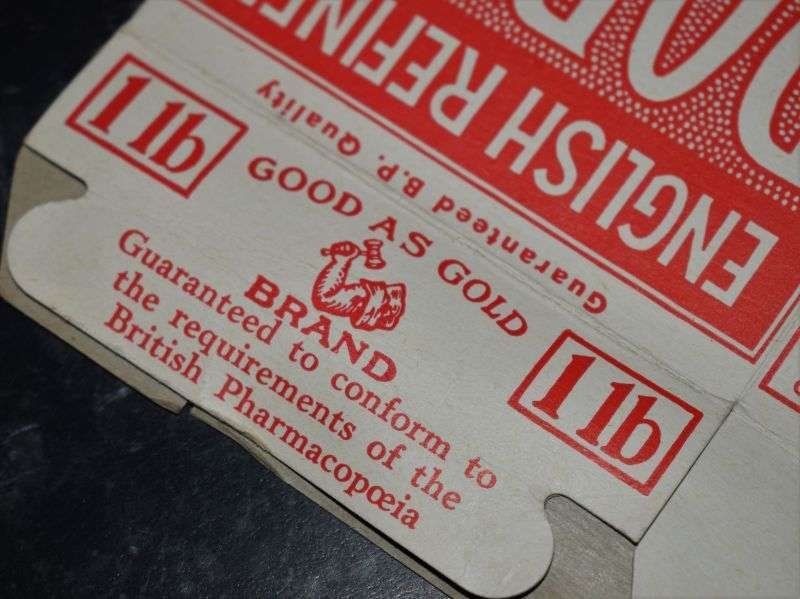 ENGLISH REFINED
Guaranteed B.P. Quality
1 lb
GOOD AS GOLD
BRAND
Guaranteed to conform to
the requirements of the
British Pharmacopœia
1 lb